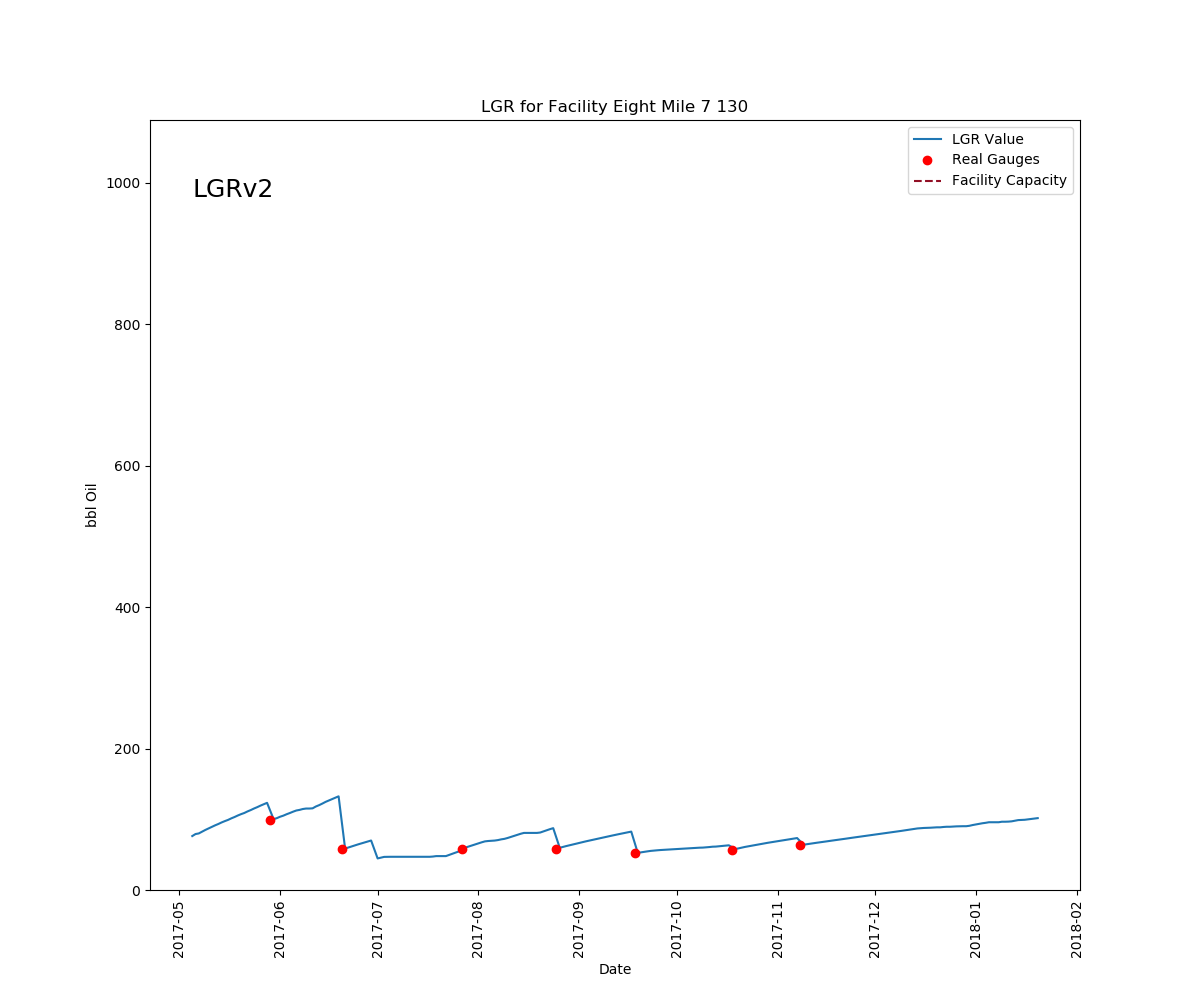 LGR for Facility Eight Mile 7 130
LGRv2
LGR Value
Real Gauges
Facility Capacity
1000
800
600
400
200
0
bbl Oil
2017-05
2017-06
2017-07
2017-08
2017-09
2017-10
2017-11
2017-12
2018-01
2018-02
Date